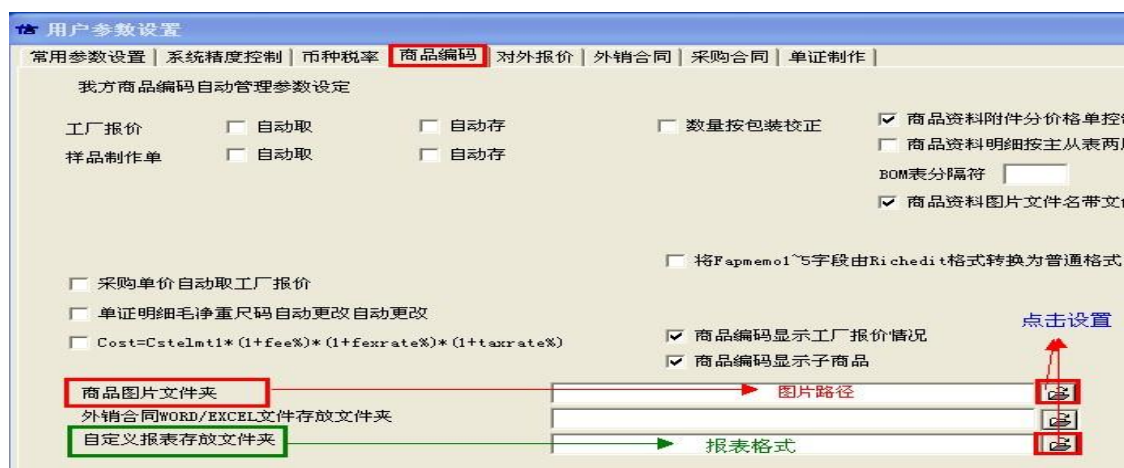 用户参数设置
常用参数设置 系统精度控制 币种税率 商品编码 对外报价 外销合同 采购合同 单证制作
我方商品编码自动管理参数设定
工厂报价 自动取 自动存 数量按包装校正 商品资料附件分价格单控
样品制作单 自动取 自动存 商品资料明细按主从表两
BOM表分隔符
商品资料图片文件名带文
将Fapmemo1~5字段由Richedit格式转换为普通格式
采购单价自动取工厂报价
单证明细毛净重尺码自动更改自动更改
点击设置
Cost=Cstelmt1*(1+fee%)*(1+fexrate%)*(1+taxrate%) 商品编码显示工厂报价情况
商品编码显示子商品
商品图片文件夹 图片路径
外销合同WORD/EXCEL文件存放文件夹
自定义报表存放文件夹 报表格式